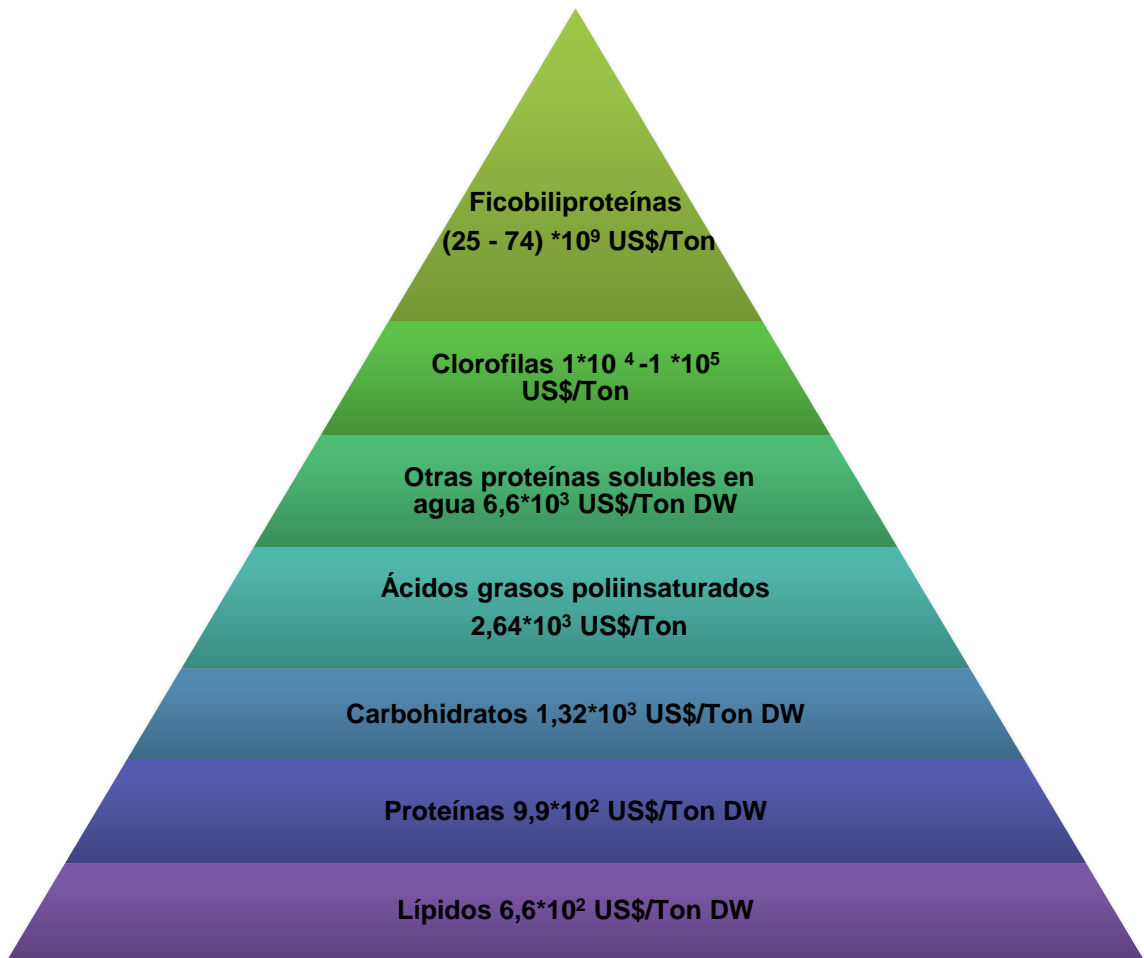 Ficobiliproteínas
(25 - 74) *10⁹ US$/Ton
Clorofilas 1*10 ⁴ -1 *10⁵
US$/Ton
Otras proteínas solubles en
agua 6,6*10³ US$/Ton DW
Ácidos grasos poliinsaturados
2,64*10³ US$/Ton
Carbohidratos 1,32*10³ US$/Ton DW
Proteínas 9,9*10² US$/Ton DW
Lípidos 6,6*10² US$/Ton DW